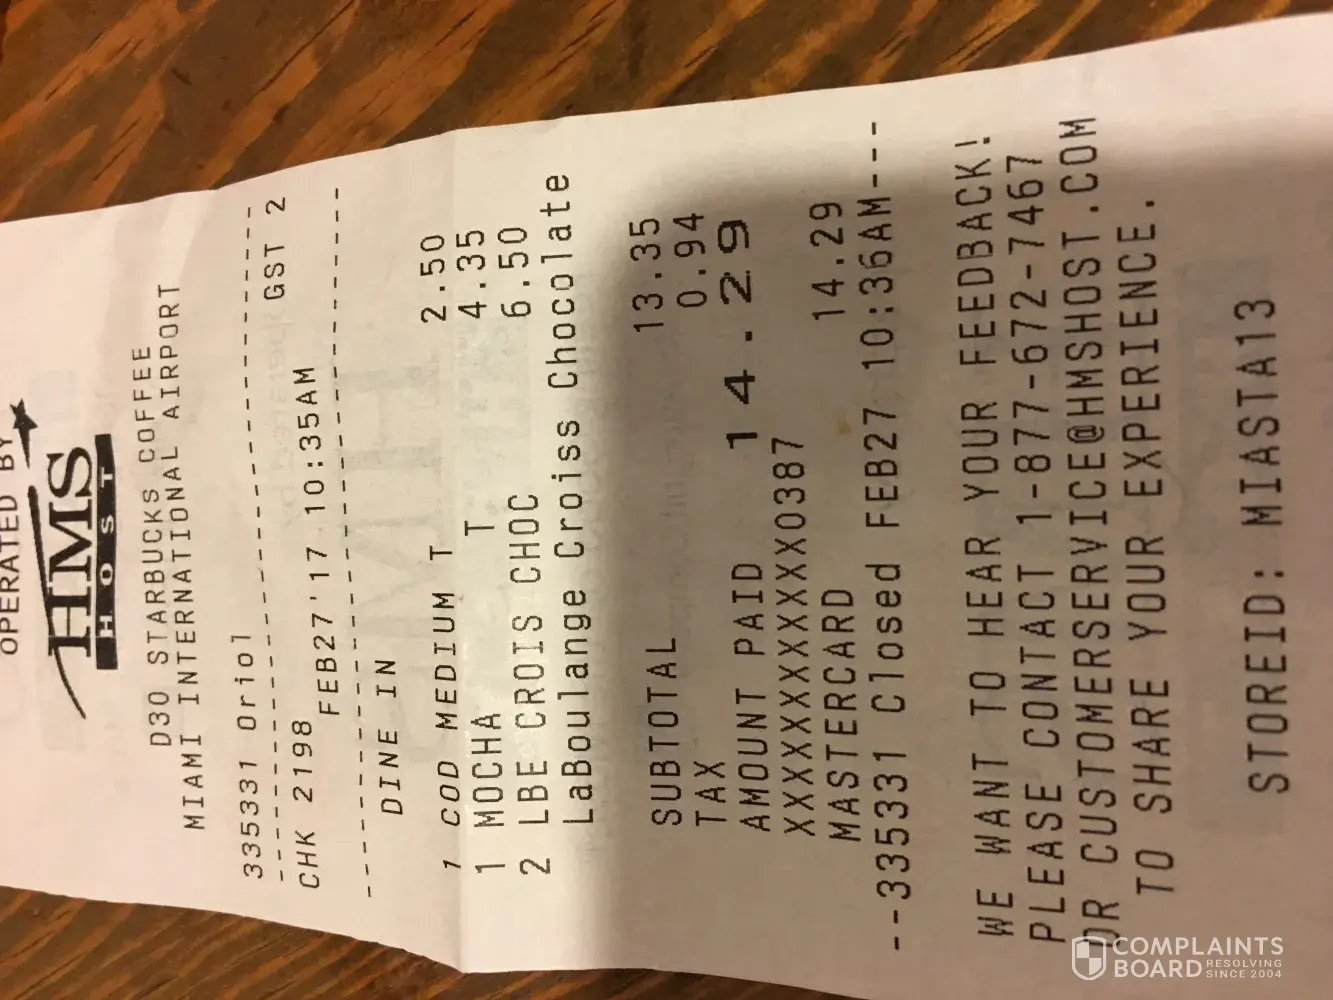 OPERATED BY
HMS
HOST
D30 STARBUCKS COFFEE
MIAMI INTERNATIONAL AIRPORT
335331 Oriol
--------------------------------
CHK 2198 GST 2
FEB27'17 10:35AM
--------------------------------
DINE IN
1 COD MEDIUM T 2.50
1 MOCHA T 4.35
2 LBE CROIS CHOC 6.50
LaBoulange Croiss Chocolate
SUBTOTAL 13.35
TAX 0.94
AMOUNT PAID 14.29
XXXXXXXXXXXX0387
MASTERCARD 14.29
--335331 Closed FEB27 10:36AM---
WE WANT TO HEAR YOUR FEEDBACK!
PLEASE CONTACT 1-877-672-7467
OR CUSTOMERSERVICE@HMSHOST.COM
TO SHARE YOUR EXPERIENCE.
STOREID: MIASTA13
COMPLAINTS
BOARD RESOLVING
SINCE 2004